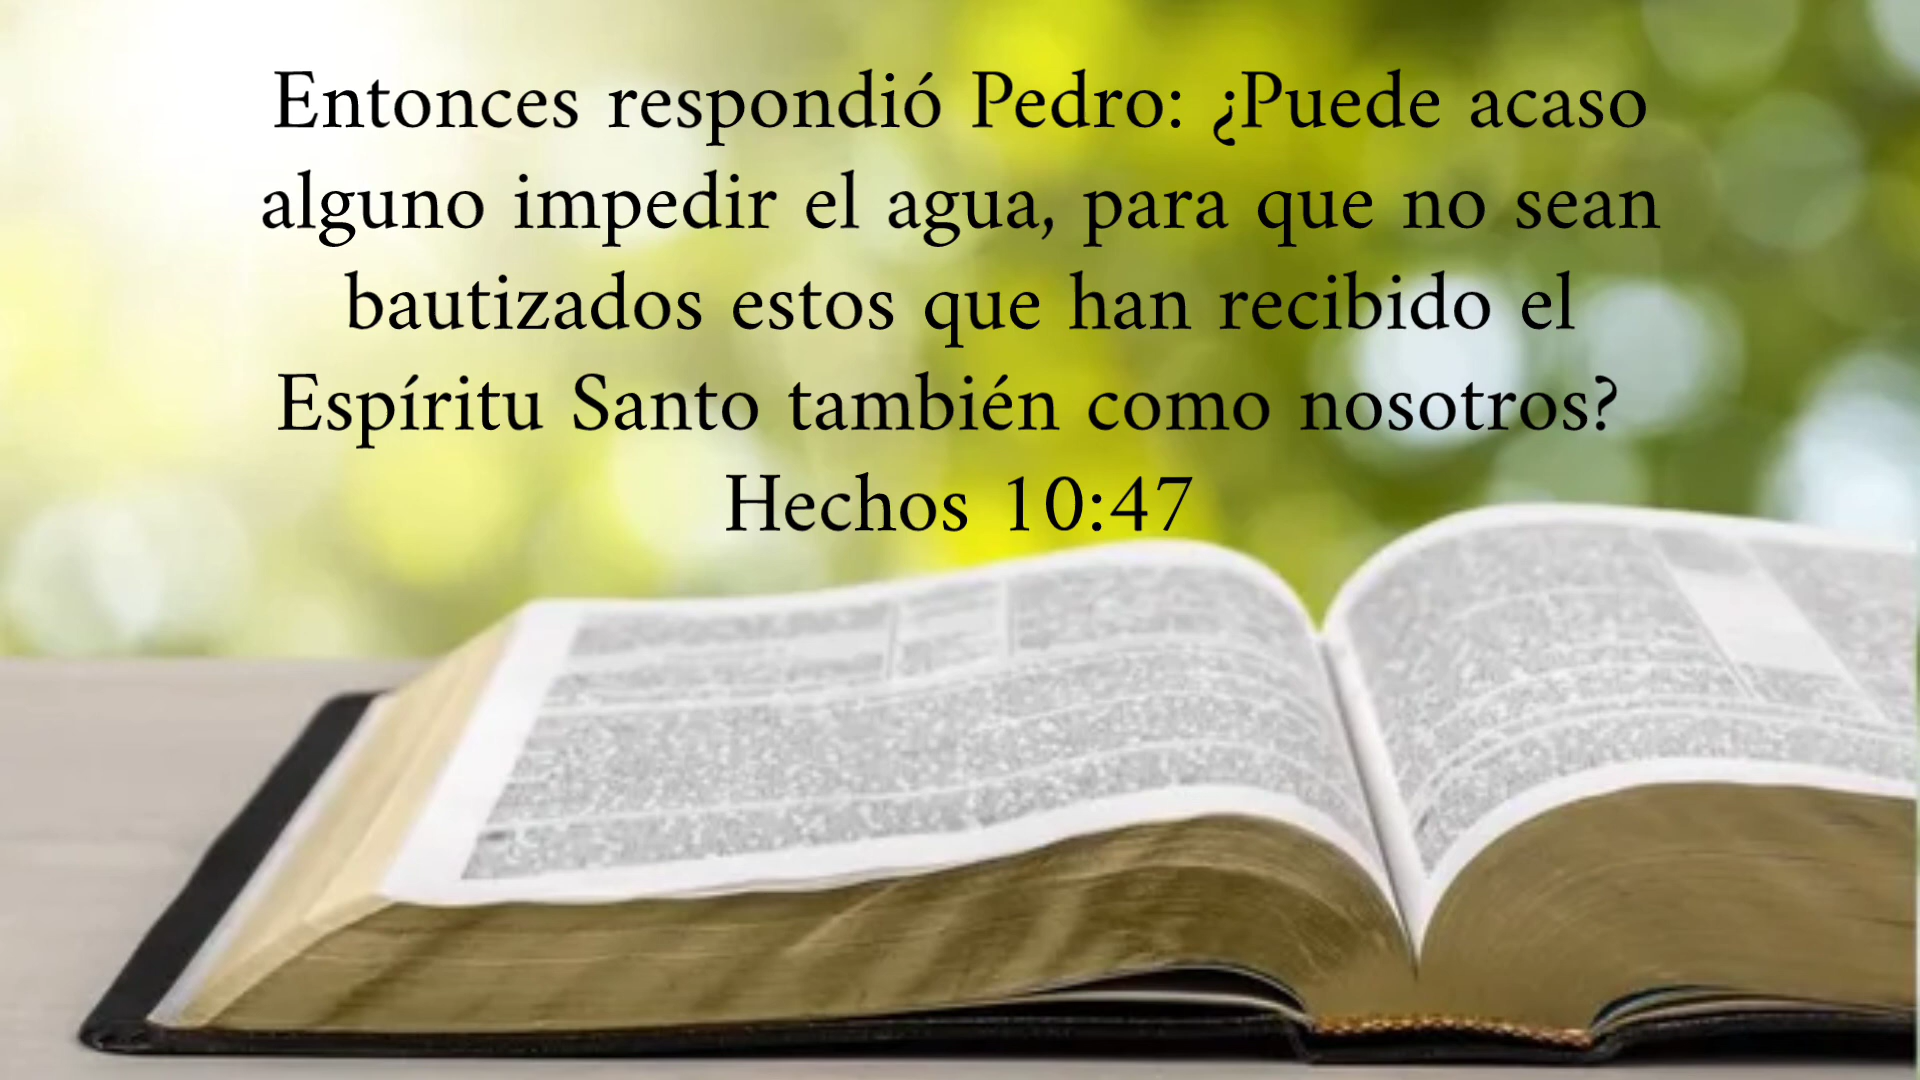 Entonces respondió Pedro: ¿Puede acaso
alguno impedir el agua, para que no sean
bautizados estos que han recibido el
Espíritu Santo también como nosotros?
Hechos 10:47